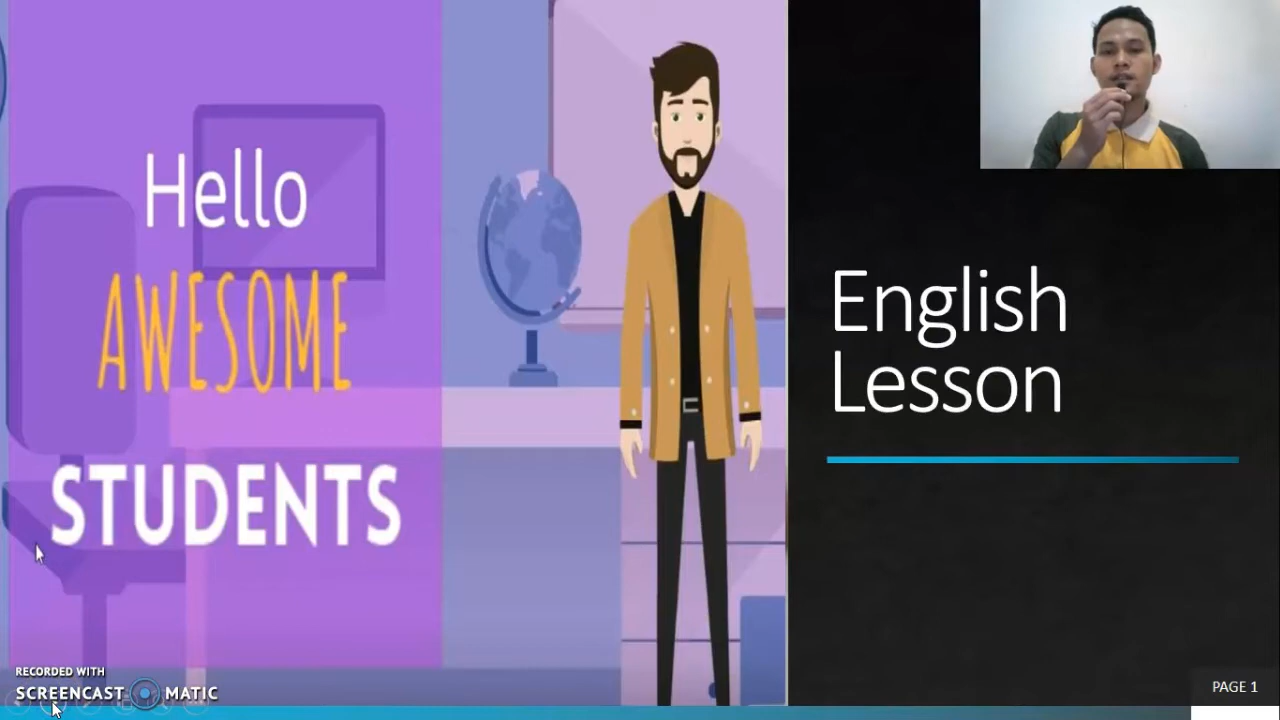 Hello
AWESOME
STUDENTS
English
Lesson
RECORDED WITH
SCREENCAST MATIC
PAGE 1